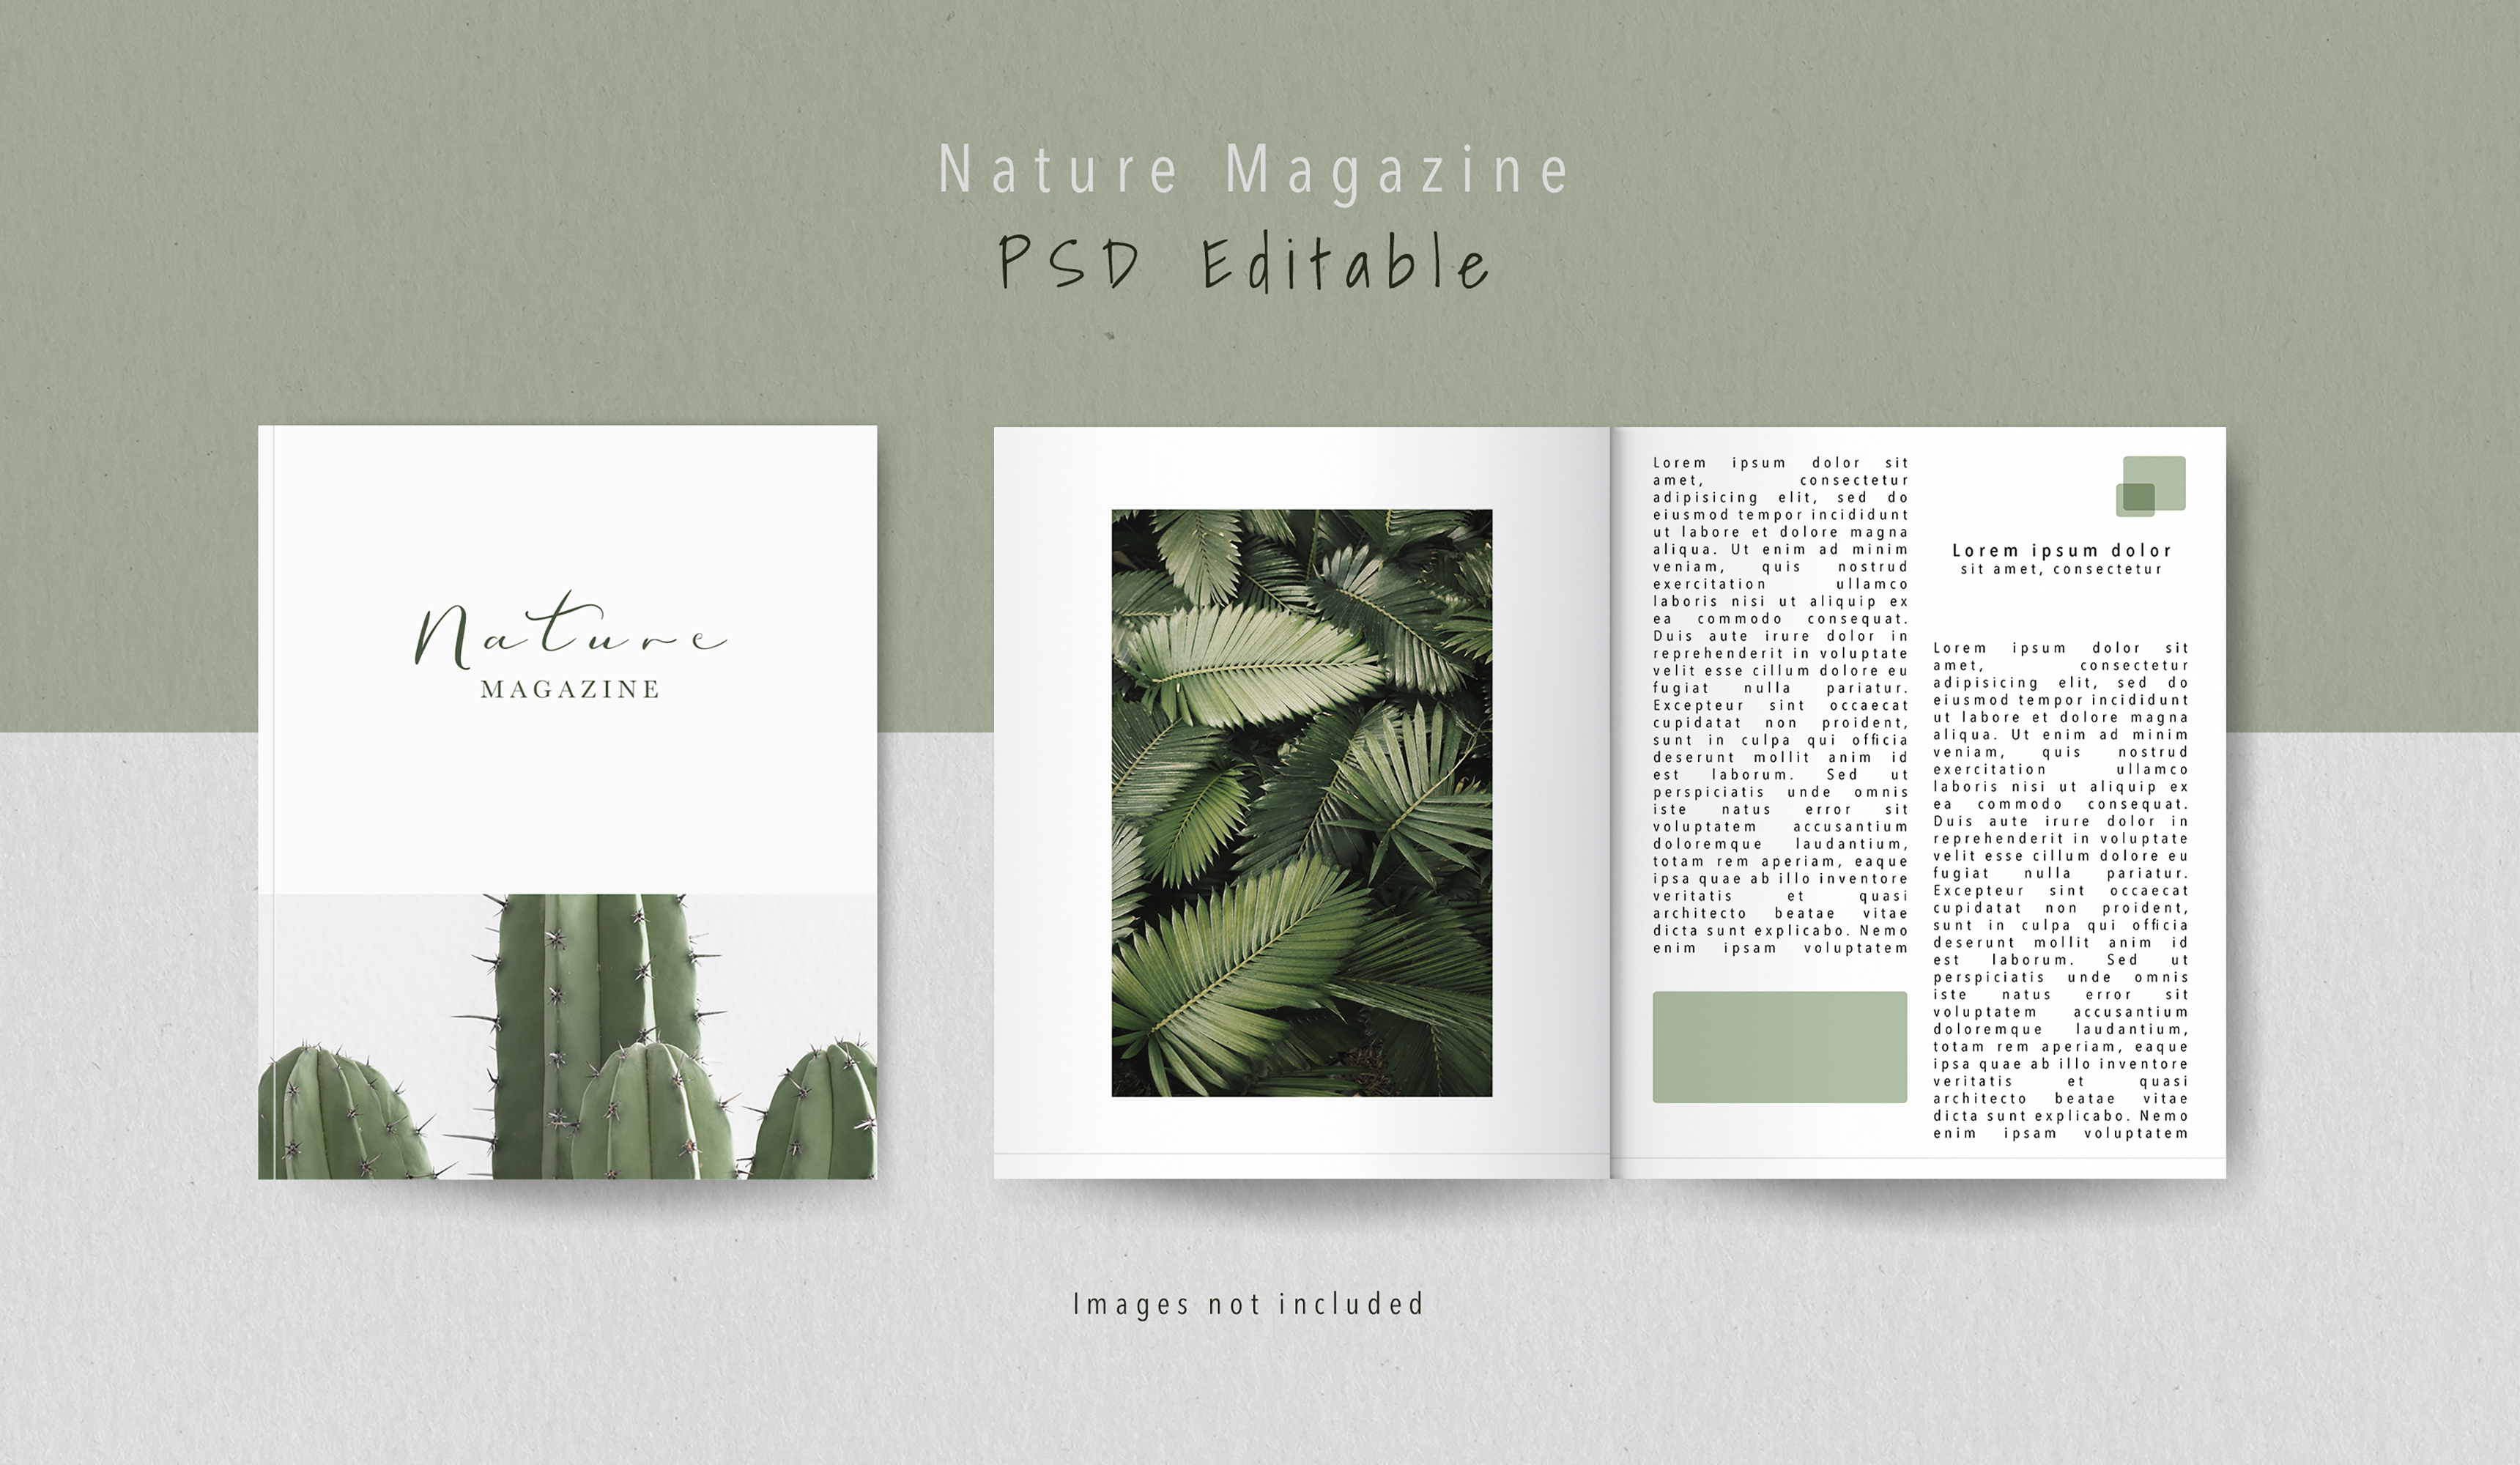 Nature Magazine
PSD Editable
Nature
MAGAZINE
Lorem ipsum dolor sit
amet, consectetur
adipisicing elit, sed do
eiusmod tempor incididunt
ut labore et dolore magna
aliqua. Ut enim ad minim
veniam, quis nostrud
exercitation ullamco
laboris nisi ut aliquip ex
ea commodo consequat.
Duis aute irure dolor in
reprehenderit in voluptate
velit esse cillum dolore eu
fugiat nulla pariatur.
Excepteur sint occaecat
cupidatat non proident,
sunt in culpa qui officia
deserunt mollit anim id
est laborum. Sed ut
perspiciatis unde omnis
iste natus error sit
voluptatem accusantium
doloremque laudantium,
totam rem aperiam, eaque
ipsa quae ab illo inventore
veritatis et quasi
architecto beatae vitae
dicta sunt explicabo. Nemo
enim ipsam voluptatem
Lorem ipsum dolor
sit amet, consectetur
Lorem ipsum dolor sit
amet, consectetur
adipisicing elit, sed do
eiusmod tempor incididunt
ut labore et dolore magna
aliqua. Ut enim ad minim
veniam, quis nostrud
exercitation ullamco
laboris nisi ut aliquip ex
ea commodo consequat.
Duis aute irure dolor in
reprehenderit in voluptate
velit esse cillum dolore eu
fugiat nulla pariatur.
Excepteur sint occaecat
cupidatat non proident,
sunt in culpa qui officia
deserunt mollit anim id
est laborum. Sed ut
perspiciatis unde omnis
iste natus error sit
voluptatem accusantium
doloremque laudantium,
totam rem aperiam, eaque
ipsa quae ab illo inventore
veritatis et quasi
architecto beatae vitae
dicta sunt explicabo. Nemo
enim ipsam voluptatem
Images not included